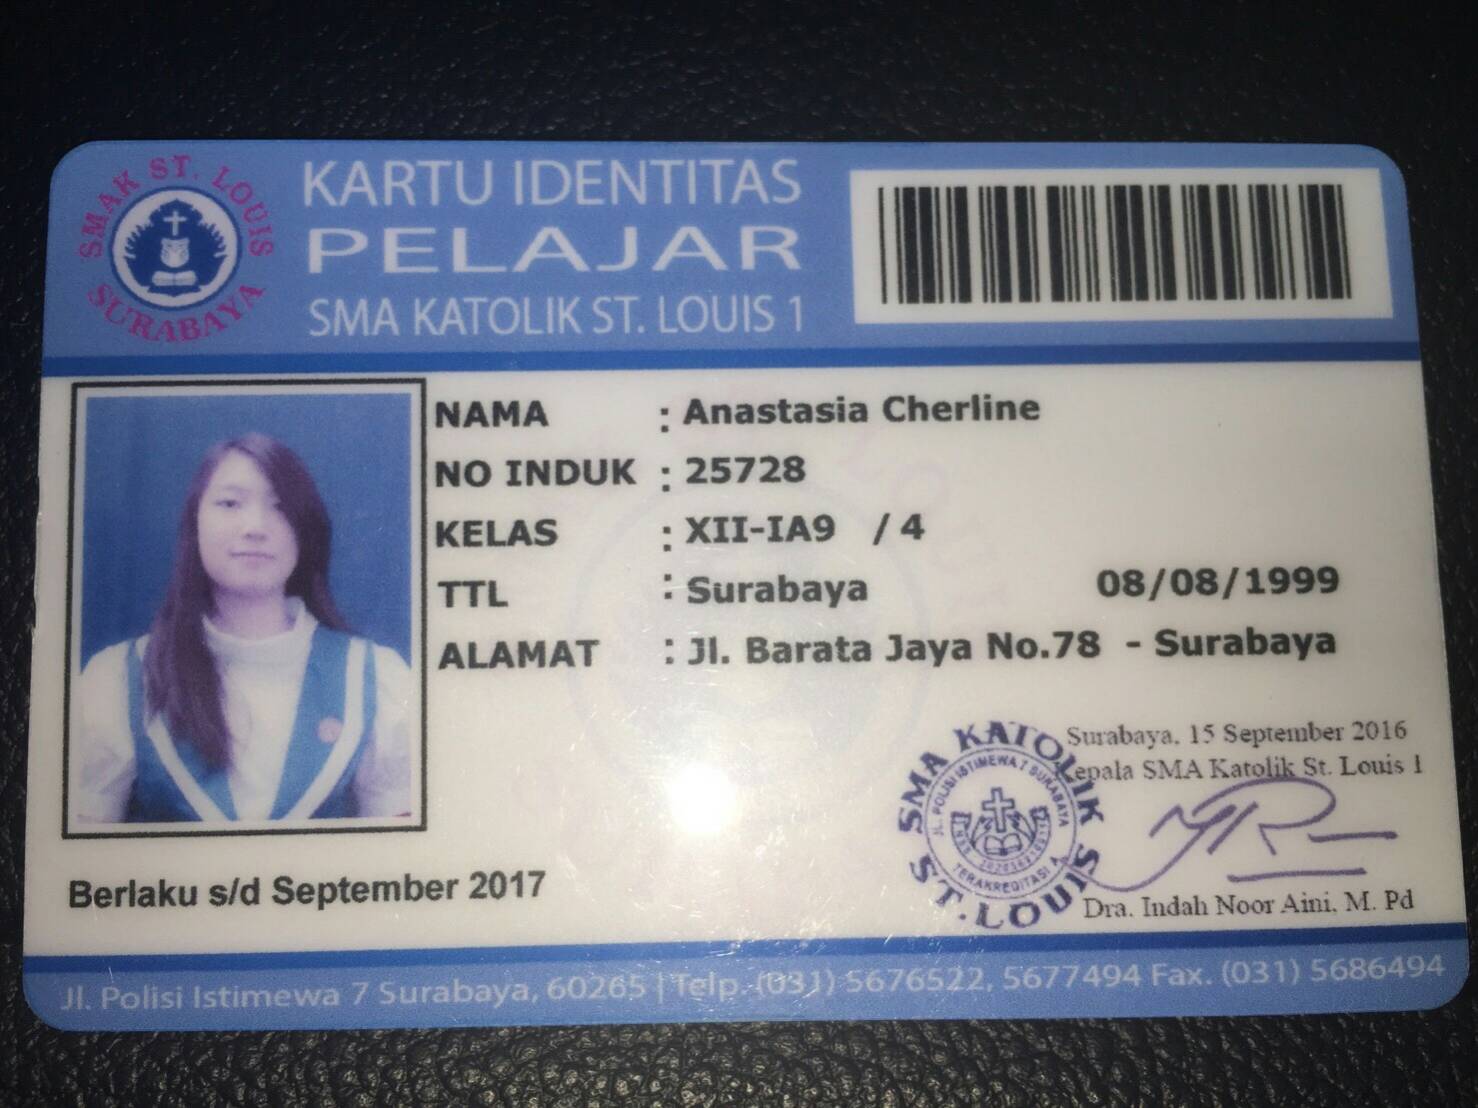 SMAK ST. LOUIS
SURABAYA
KARTU IDENTITAS
PELAJAR
SMA KATOLIK ST. LOUIS 1
NAMA : Anastasia Cherline
NO INDUK : 25728
KELAS : XII-IA9 / 4
TTL : Surabaya 08/08/1999
ALAMAT : Jl. Barata Jaya No.78 - Surabaya
Surabaya, 15 September 2016
Kepala SMA Katolik St. Louis 1
SMA KATOLIK
JL. POLISI ISTIMEWA 7 SURABAYA
TERAKREDITASI A
ST. LOUIS
Dra. Indah Noor Aini, M. Pd
Berlaku s/d September 2017
Jl. Polisi Istimewa 7 Surabaya, 60265 | Telp. (031) 5676522, 5677494 Fax. (031) 5686494